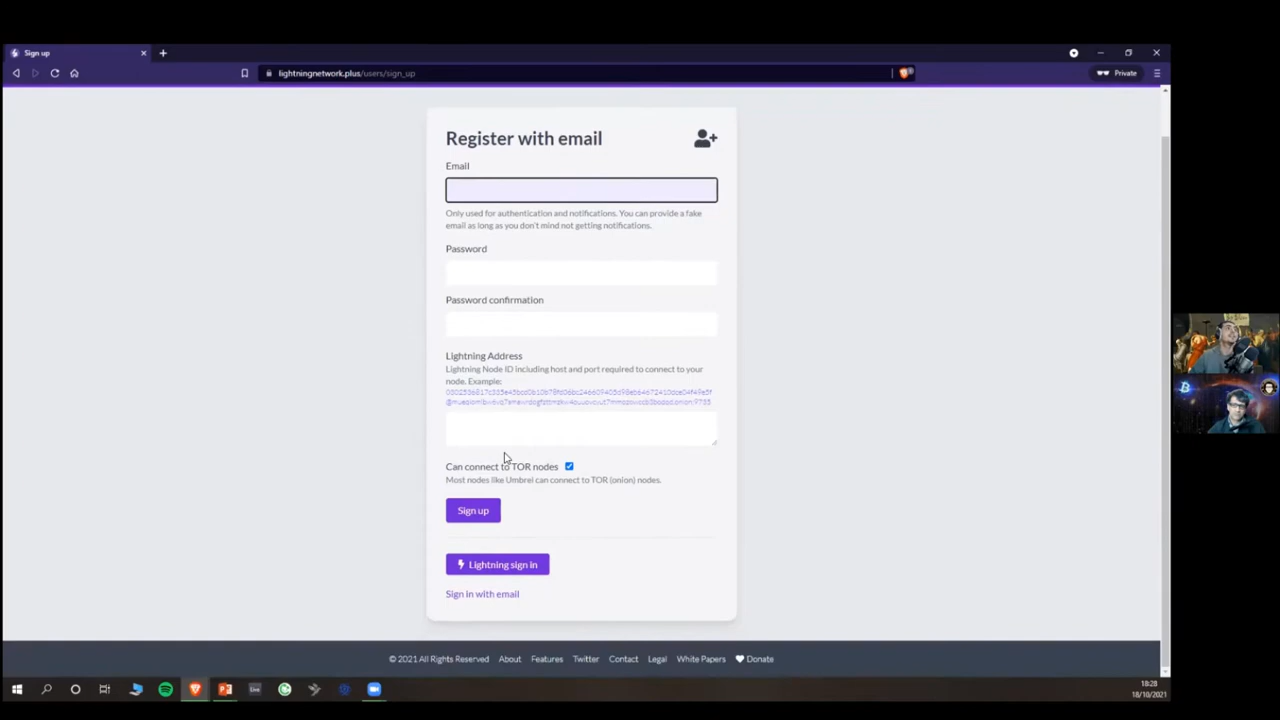 Sign up
lightningnetwork.plus/users/sign_up
Private
Register with email
Email
Only used for authentication and notifications. You can provide a fake
email as long as you don't mind not getting notifications.
Password
Password confirmation
Lightning Address
Lightning Node ID including host and port required to connect to your
node. Example:
Can connect to TOR nodes
Most nodes like Umbrel can connect to TOR (onion) nodes.
Sign up
Lightning sign in
Sign in with email
© 2021 All Rights Reserved About Features Twitter Contact Legal White Papers Donate
18:28
18/10/2021